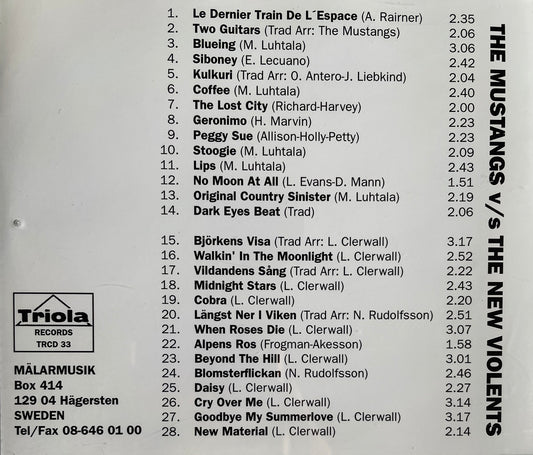 1. Le Dernier Train De L´Espace (A. Rairner) 2.35
2. Two Guitars (Trad Arr: The Mustangs) 2.06
3. Blueing (M. Luhtala) 3.06
4. Siboney (E. Lecuano) 2.42
5. Kulkuri (Trad Arr: O. Antero-J. Liebkind) 2.04
6. Coffee (M. Luhtala) 2.40
7. The Lost City (Richard-Harvey) 2.00
8. Geronimo (H. Marvin) 2.23
9. Peggy Sue (Allison-Holly-Petty) 2.23
10. Stoogie (M. Luhtala) 2.09
11. Lips (M. Luhtala) 2.43
12. No Moon At All (L. Evans-D. Mann) 1.51
13. Original Country Sinister (M. Luhtala) 2.19
14. Dark Eyes Beat (Trad) 2.06
15. Björkens Visa (Trad Arr: L. Clerwall) 3.17
16. Walkin' In The Moonlight (L. Clerwall) 2.52
17. Vildandens Sång (Trad Arr: L. Clerwall) 2.22
18. Midnight Stars (L. Clerwall) 2.43
19. Cobra (L. Clerwall) 2.20
20. Längst Ner I Viken (Trad Arr: N. Rudolfsson) 2.51
21. When Roses Die (L. Clerwall) 3.07
22. Alpens Ros (Frogman-Akesson) 1.58
23. Beyond The Hill (L. Clerwall) 3.01
24. Blomsterflickan (N. Rudolfsson) 2.46
25. Daisy (L. Clerwall) 2.27
26. Cry Over Me (L. Clerwall) 3.14
27. Goodbye My Summerlove (L. Clerwall) 3.17
28. New Material (L. Clerwall) 2.14
THE MUSTANGS v/s THE NEW VIOLENTS
Triola
RECORDS
TRCD 33
MÄLARMUSIK
Box 414
129 04 Hägersten
SWEDEN
Tel/Fax 08-646 01 00